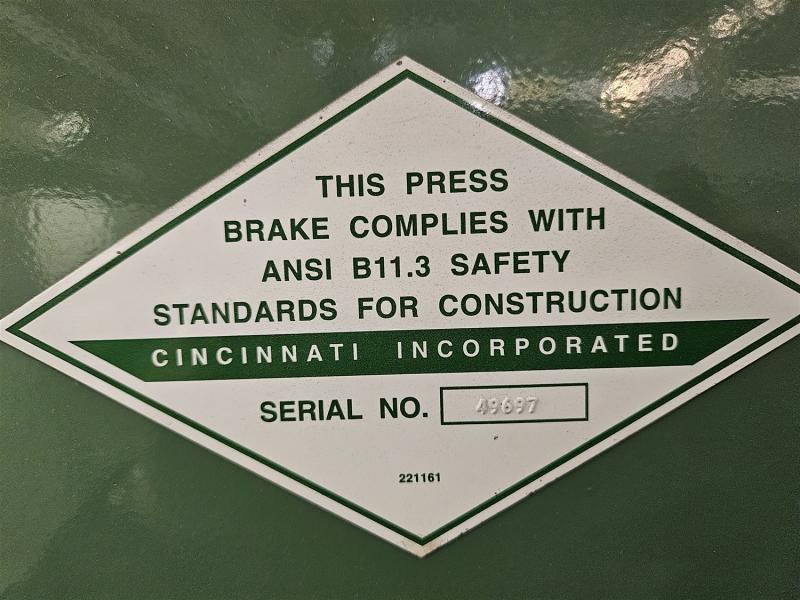 THIS PRESS
BRAKE COMPLIES WITH
ANSI B11.3 SAFETY
STANDARDS FOR CONSTRUCTION
CINCINNATI INCORPORATED
SERIAL NO. 49697
221161